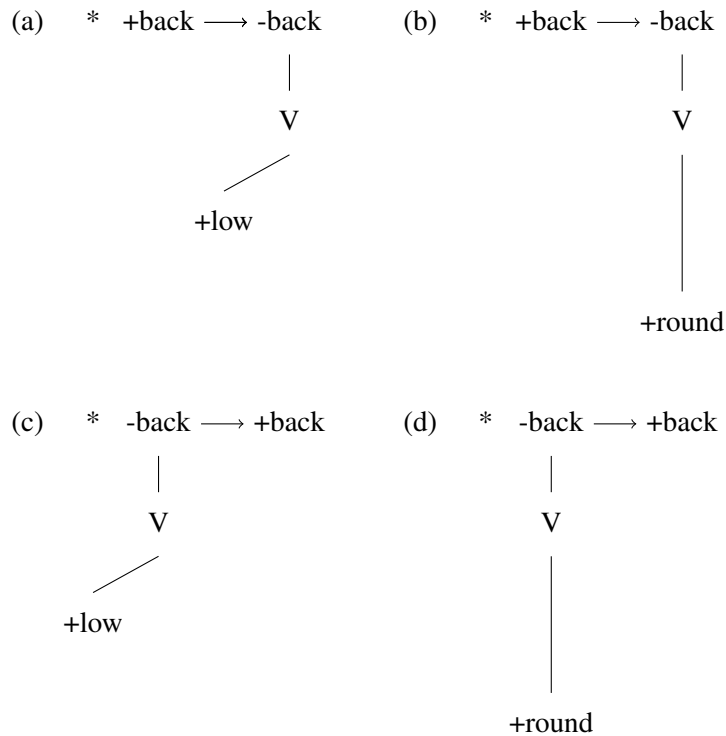 (a) * +back → -back (b) * +back → -back
V V
+low
+round
(c) * -back → +back (d) * -back → +back
V V
+low
+round